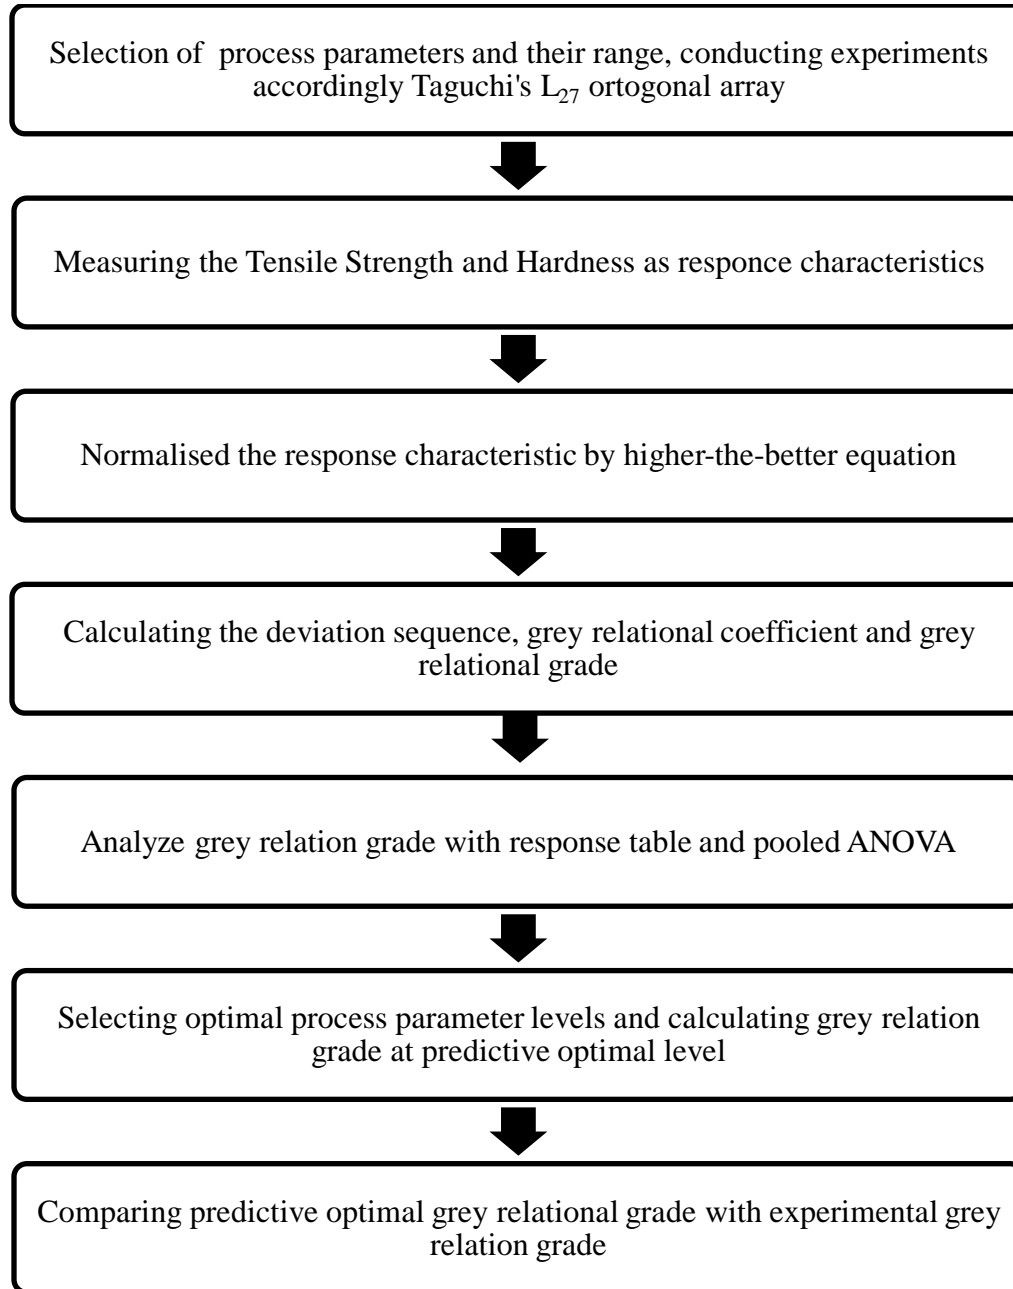 Selection of  process parameters and their range, conducting experiments
accordingly Taguchi's L₂₇ ortogonal array
Measuring the Tensile Strength and Hardness as responce characteristics
Normalised the response characteristic by higher-the-better equation
Calculating the deviation sequence, grey relational coefficient and grey
relational grade
Analyze grey relation grade with response table and pooled ANOVA
Selecting optimal process parameter levels and calculating grey relation
grade at predictive optimal level
Comparing predictive optimal grey relational grade with experimental grey
relation grade